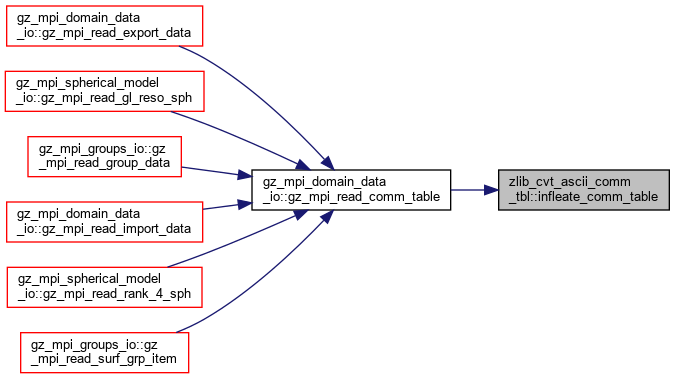 gz_mpi_domain_data
_io::gz_mpi_read_export_data
gz_mpi_spherical_model
_io::gz_mpi_read_gl_reso_sph
gz_mpi_groups_io::gz
_mpi_read_group_data
gz_mpi_domain_data
_io::gz_mpi_read_import_data
gz_mpi_spherical_model
_io::gz_mpi_read_rank_4_sph
gz_mpi_groups_io::gz
_mpi_read_surf_grp_item
gz_mpi_domain_data
_io::gz_mpi_read_comm_table
zlib_cvt_ascii_comm
_tbl::infleate_comm_table